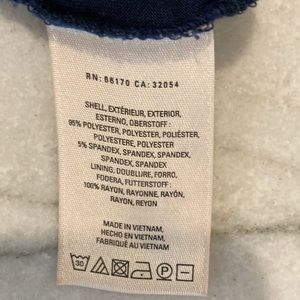 RN: 66170 CA: 32054
SHELL, EXTÉRIEUR, EXTERIOR,
ESTERNO, OBERSTOFF :
95% POLYESTER, POLYESTER, POLIÉSTER,
POLYESTERE, POLYESTER
5% SPANDEX, SPANDEX, SPANDEX,
SPANDEX, SPANDEX
LINING, DOUBLURE, FORRO,
FODERA, FUTTERSTOFF :
100% RAYON, RAYONNE, RAYÓN,
RAYON, REYON
MADE IN VIETNAM,
HECHO EN VIETNAM,
FABRIQUÉ AU VIETNAM
30
P